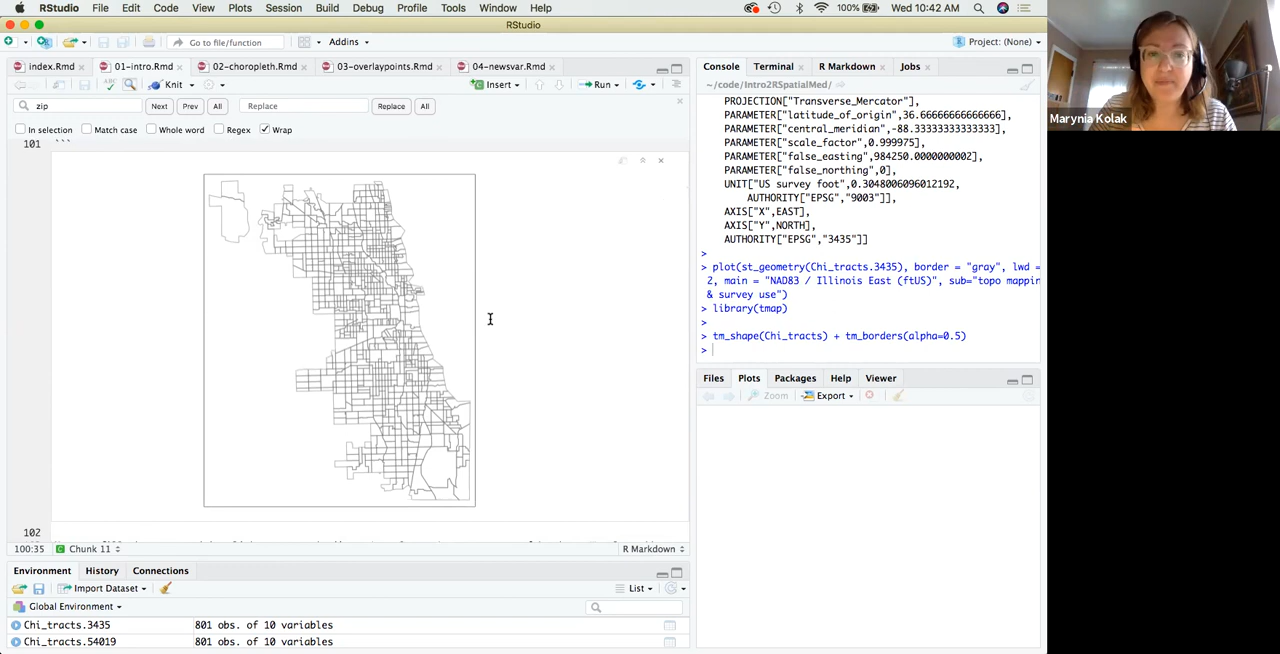 RStudio File Edit Code View Plots Session Build Debug Profile Tools Window Help 100% Wed 10:42 AM
RStudio
Go to file/function Addins Project: (None)
index.Rmd 01-intro.Rmd 02-choropleth.Rmd 03-overlaypoints.Rmd 04-newsvar.Rmd
Knit Insert Run
zip Next Prev All Replace Replace All
In selection Match case Whole word Regex Wrap
101 ```
102
100:35 Chunk 11 R Markdown
Environment History Connections
Import Dataset List
Global Environment
Chi_tracts.3435 801 obs. of 10 variables
Chi_tracts.54019 801 obs. of 10 variables
Console Terminal R Markdown Jobs
~/code/Intro2RSpatialMed/
PROJECTION["Transverse_Mercator"],
PARAMETER["latitude_of_origin",36.66666666666666],
PARAMETER["central_meridian",-88.33333333333333],
PARAMETER["scale_factor",0.999975],
PARAMETER["false_easting",984250.0000000002],
PARAMETER["false_northing",0],
UNIT["US survey foot",0.3048006096012192,
AUTHORITY["EPSG","9003"]],
AXIS["X",EAST],
AXIS["Y",NORTH],
AUTHORITY["EPSG","3435"]]
>
> plot(st_geometry(Chi_tracts.3435), border = "gray", lwd =
2, main = "NAD83 / Illinois East (ftUS)", sub="topo mappin
& survey use")
> library(tmap)
>
> tm_shape(Chi_tracts) + tm_borders(alpha=0.5)
>
Files Plots Packages Help Viewer
Zoom Export
Marynia Kolak